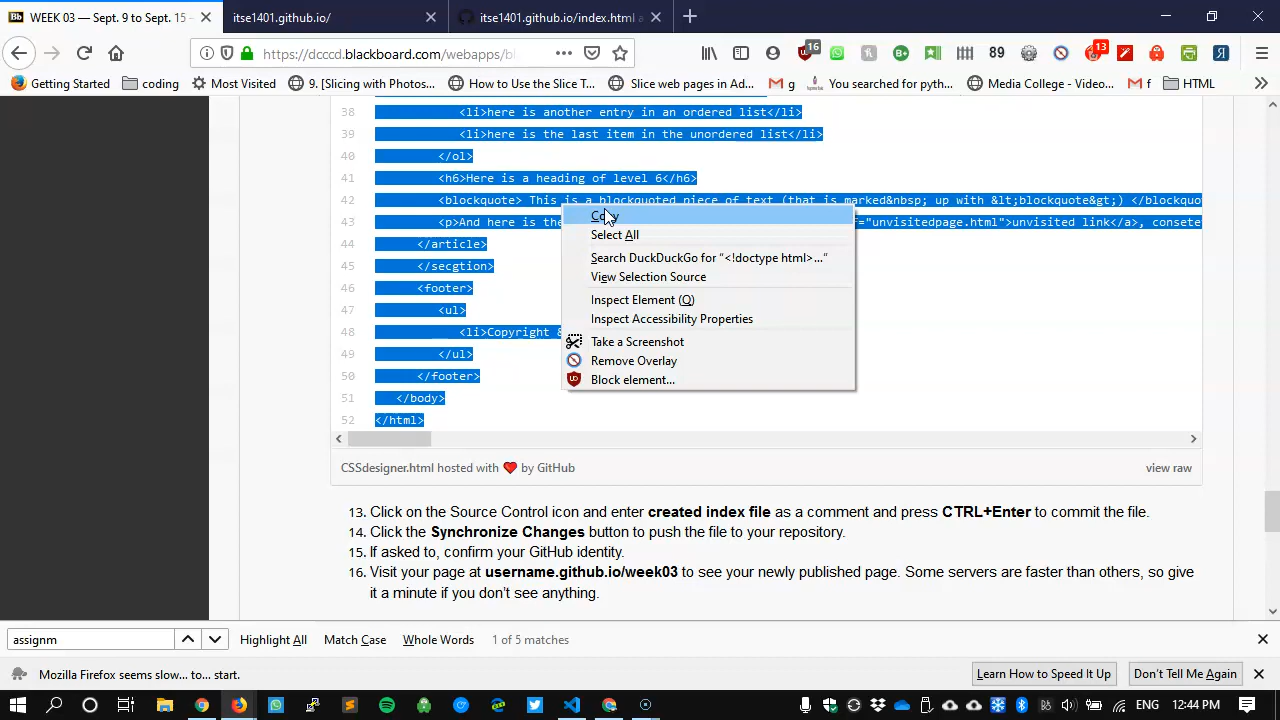 WEEK 03 — Sept. 9 to Sept. 15 -
itse1401.github.io/
itse1401.github.io/index.html a
https://dcccd.blackboard.com/webapps/bl
16
89
13
Getting Started
coding
Most Visited
9. [Slicing with Photos...
How to Use the Slice T...
Slice web pages in Ad...
g
You searched for pyth...
Media College - Video...
f
HTML
38 <li>here is another entry in an ordered list</li>
39 <li>here is the last item in the unordered list</li>
40 </ol>
41 <h6>Here is a heading of level 6</h6>
42 <blockquote> This is a blockquoted piece of text (that is marked&nbsp; up with &lt;blockquote&gt;) </blockquo
43 <p>And here is the
="unvisitedpage.html">unvisited link</a>, consete
44 </article>
45 </secgtion>
46 <footer>
47 <ul>
48 <li>Copyright &
49 </ul>
50 </footer>
51 </body>
52 </html>
Copy
Select All
Search DuckDuckGo for “<!doctype html>...”
View Selection Source
Inspect Element (Q)
Inspect Accessibility Properties
Take a Screenshot
Remove Overlay
Block element...
CSSdesigner.html hosted with ❤ by GitHub
view raw
13. Click on the Source Control icon and enter created index file as a comment and press CTRL+Enter to commit the file.
14. Click the Synchronize Changes button to push the file to your repository.
15. If asked to, confirm your GitHub identity.
16. Visit your page at username.github.io/week03 to see your newly published page. Some servers are faster than others, so give
it a minute if you don’t see anything.
assignm
Highlight All
Match Case
Whole Words
1 of 5 matches
Mozilla Firefox seems slow... to... start.
Learn How to Speed It Up
Don't Tell Me Again
ENG
12:44 PM